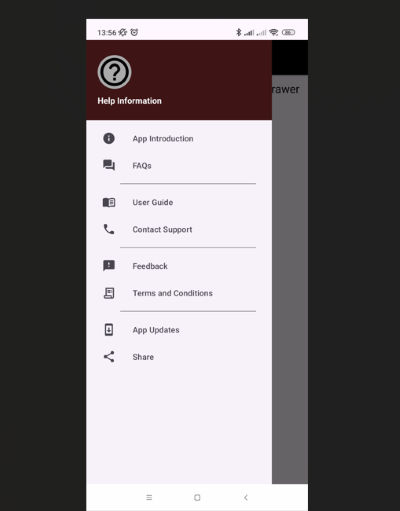 13:56
rawer
Help Information
App Introduction
FAQs
User Guide
Contact Support
Feedback
Terms and Conditions
App Updates
Share